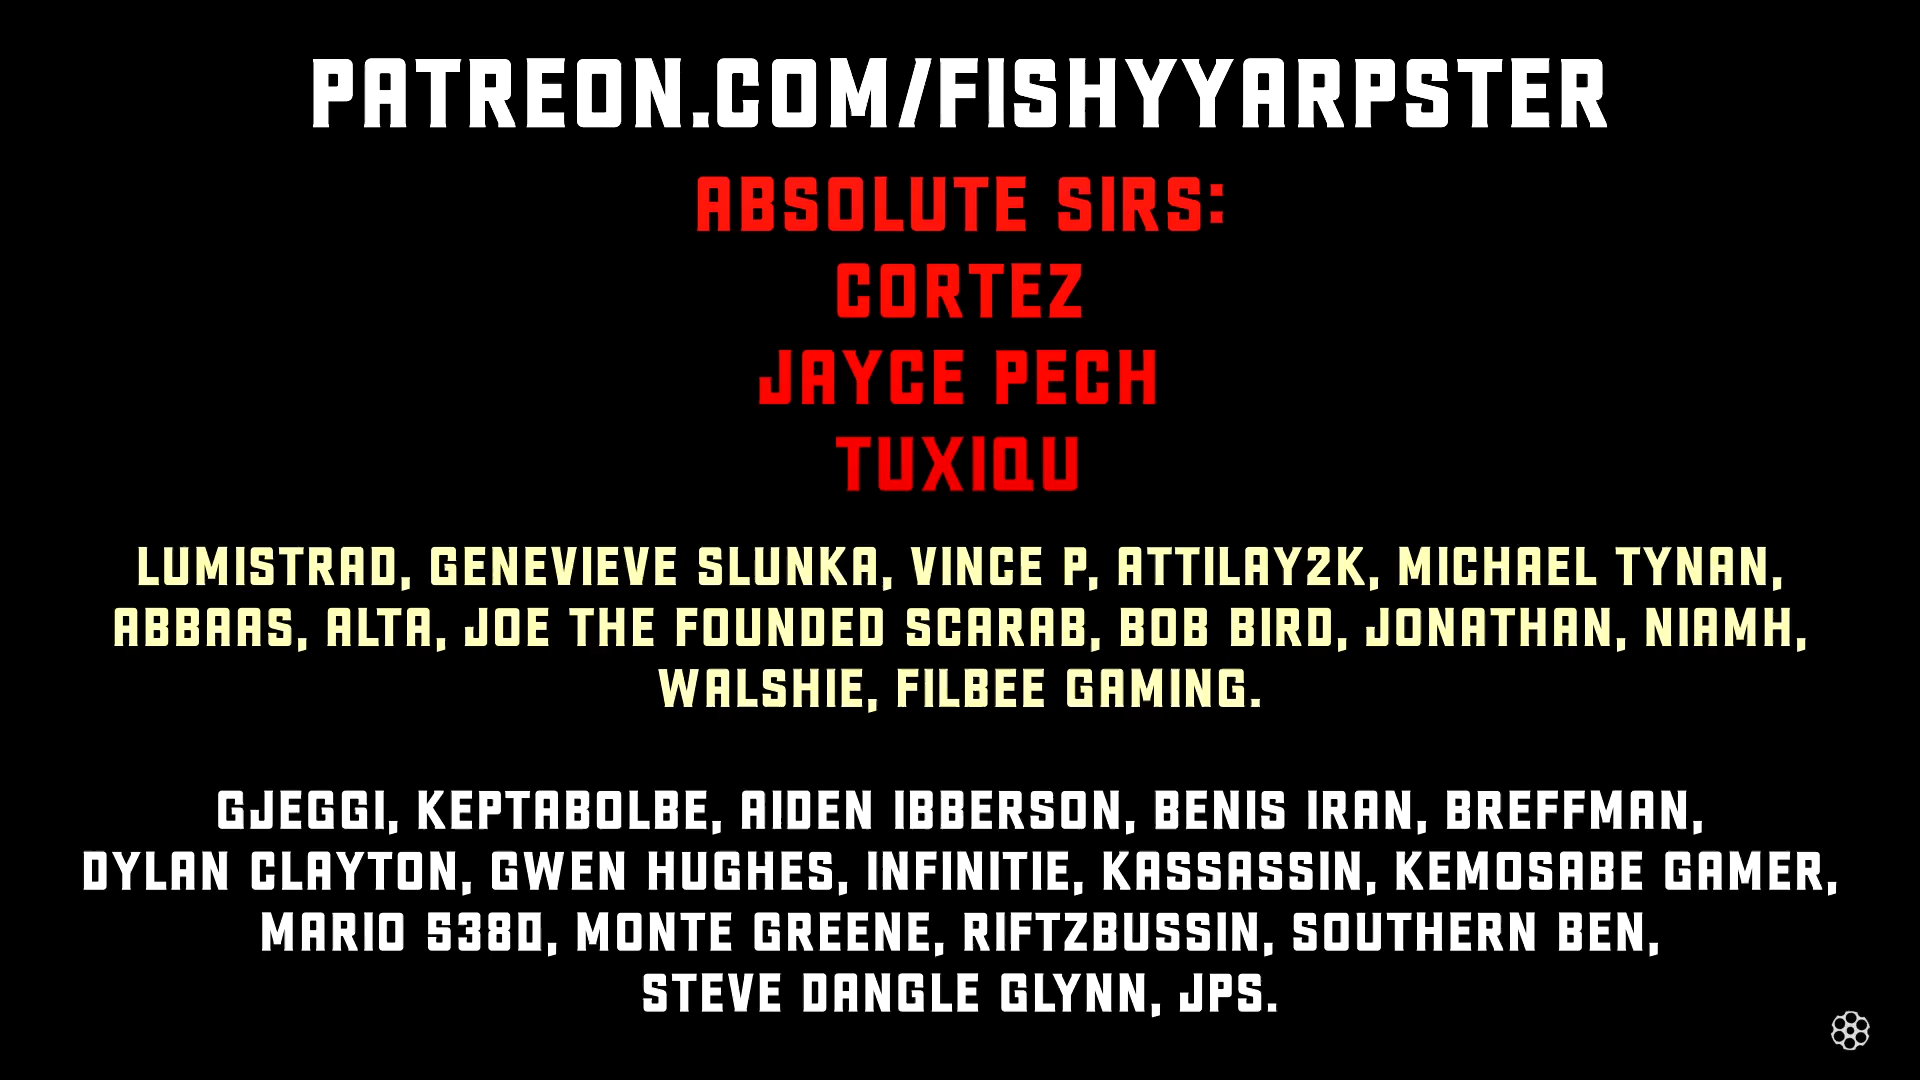 PATREON.COM/FISHYYARPSTER
ABSOLUTE SIRS:
CORTEZ
JAYCE PECH
TUXIQU
LUMISTRAD, GENEVIEVE SLUNKA, VINCE P, ATTILAY2K, MICHAEL TYNAN,
ABBAAS, ALTA, JOE THE FOUNDED SCARAB, BOB BIRD, JONATHAN, NIAMH,
WALSHIE, FILBEE GAMING.
GJEGGI, KEPTABOLBE, AIDEN IBBERSON, BENIS IRAN, BREFFMAN,
DYLAN CLAYTON, GWEN HUGHES, INFINITIE, KASSASSIN, KEMOSABE GAMER,
MARIO 5380, MONTE GREENE, RIFTZBUSSIN, SOUTHERN BEN,
STEVE DANGLE GLYNN, JPS.